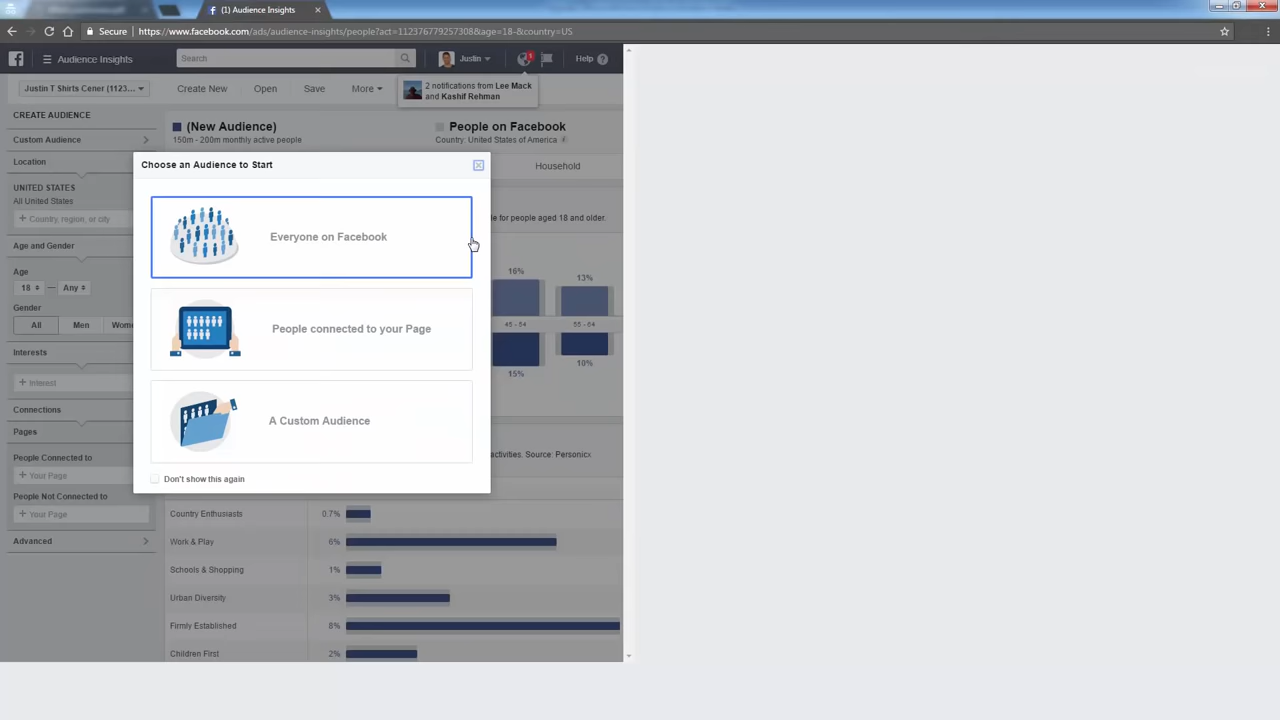 (1) Audience Insights
Secure
https://www.facebook.com/ads/audience-insights/people?act=112376779257308&age=18-&country=US
Audience Insights
Search
Justin
1
Help
2 notifications from Lee Mack
and Kashif Rehman
Justin T Shirts Cener (1123...
Create New
Open
Save
More
CREATE AUDIENCE
Custom Audience
Location
UNITED STATES
All United States
+ Country, region, or city
Age and Gender
Age
18 — Any
Gender
All Men Wome
Interests
+ Interest
Connections
Pages
People Connected to
+ Your Page
People Not Connected to
+ Your Page
Advanced
(New Audience)
150m - 200m monthly active people
People on Facebook
Country: United States of America
Household
Choose an Audience to Start
Everyone on Facebook
People connected to your Page
A Custom Audience
Don't show this again
le for people aged 18 and older.
16%
13%
45 - 54
55 - 64
15%
10%
activities. Source: Personicx
Country Enthusiasts 0.7%
Work & Play 6%
Schools & Shopping 1%
Urban Diversity 3%
Firmly Established 8%
Children First 2%